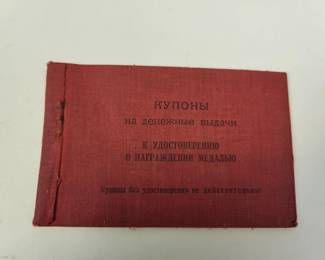 КУПОНЫ
на денежные выдачи
К УДОСТОВЕРЕНИЮ
О НАГРАЖДЕНИИ МЕДАЛЬЮ
Купоны без удостоверения не действительны